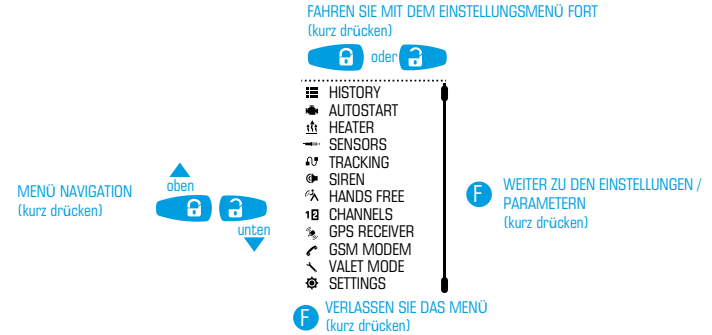 FAHREN SIE MIT DEM EINSTELLUNGSMENÜ FORT
(kurz drücken)
oder
HISTORY
AUTOSTART
HEATER
SENSORS
TRACKING
SIREN
HANDS FREE
12 CHANNELS
GPS RECEIVER
GSM MODEM
VALET MODE
SETTINGS
MENÜ NAVIGATION
(kurz drücken)
oben
unten
F
WEITER ZU DEN EINSTELLUNGEN /
PARAMETERN
(kurz drücken)
F
VERLASSEN SIE DAS MENÜ
(kurz drücken)